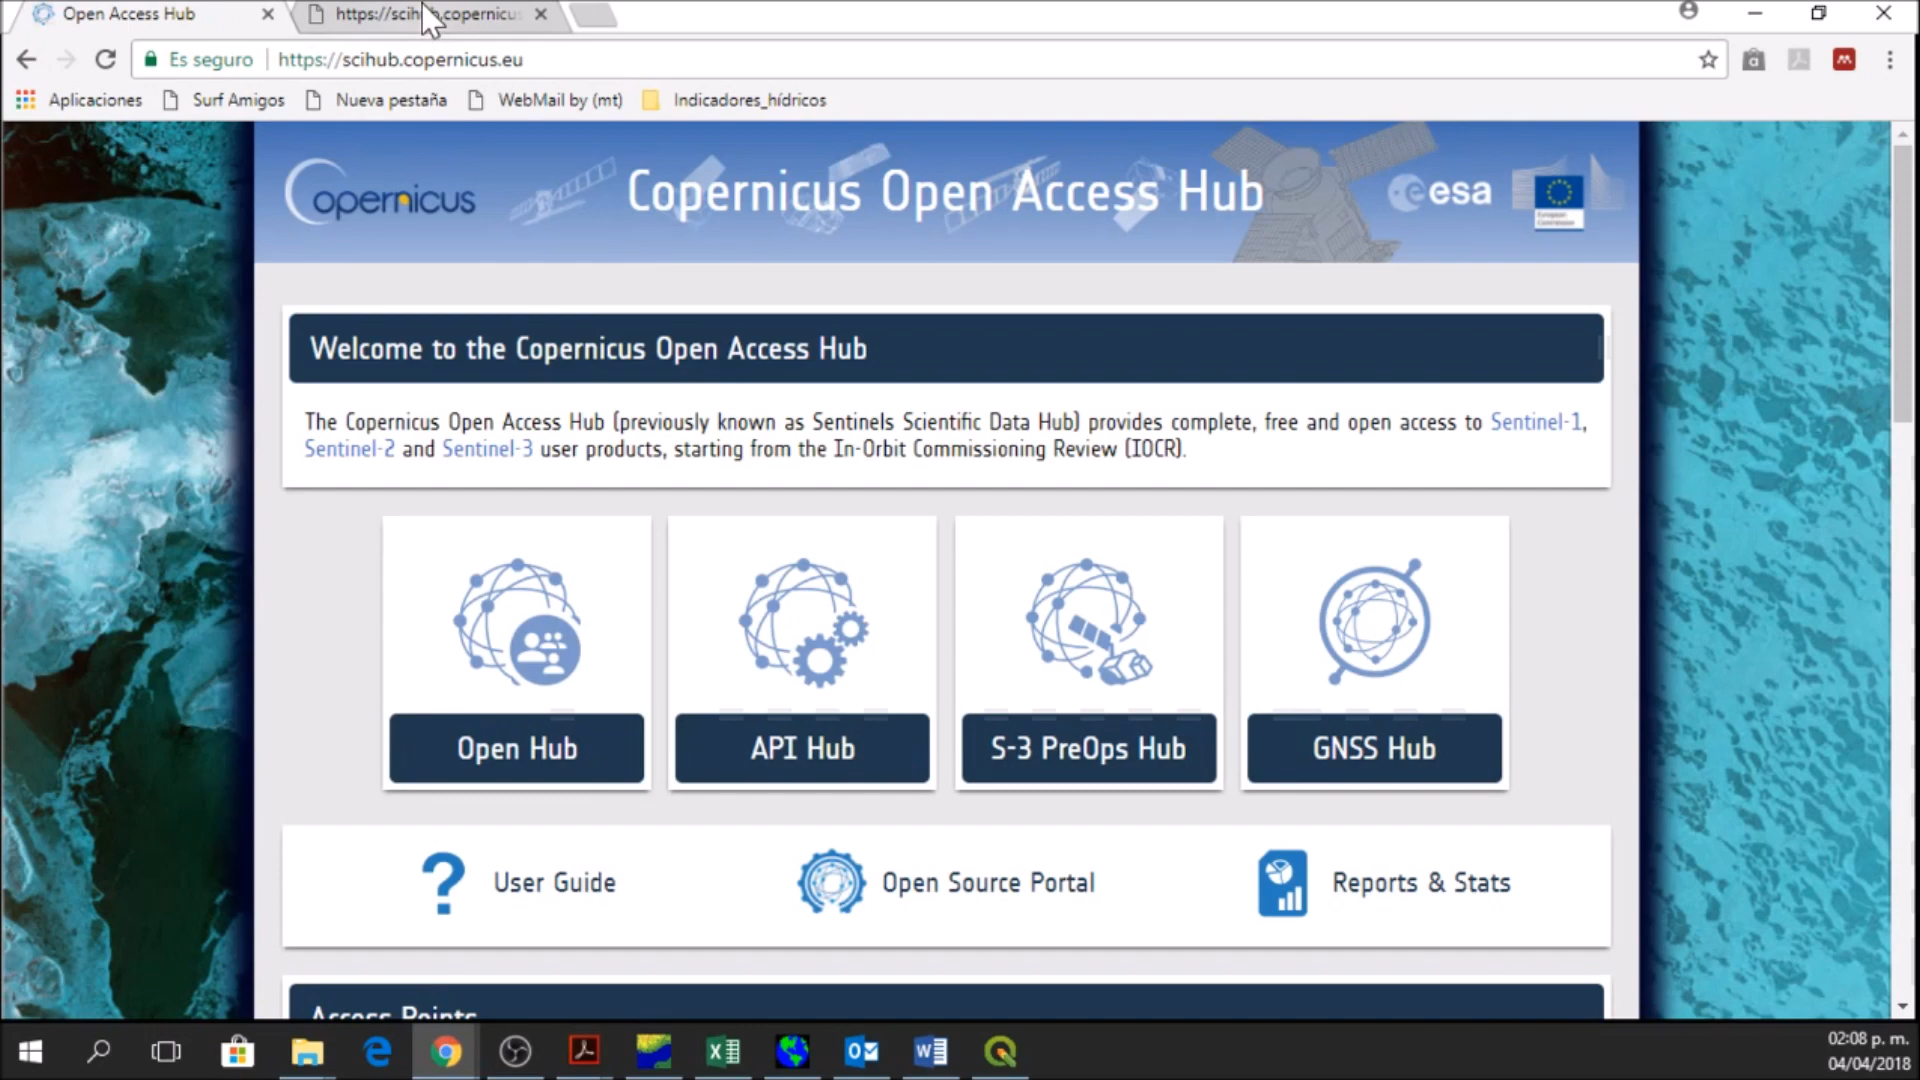 Open Access Hub
https://scihub.copernicus
Es seguro
https://scihub.copernicus.eu
Aplicaciones
Surf Amigos
Nueva pestaña
WebMail by (mt)
Indicadores_hídricos
opernicus
Copernicus Open Access Hub
esa
European
Commission
Welcome to the Copernicus Open Access Hub
The Copernicus Open Access Hub (previously known as Sentinels Scientific Data Hub) provides complete, free and open access to Sentinel-1,
Sentinel-2 and Sentinel-3 user products, starting from the In-Orbit Commissioning Review (IOCR).
Open Hub
API Hub
S-3 PreOps Hub
GNSS Hub
User Guide
Open Source Portal
Reports & Stats
Access Points
02:08 p. m.
04/04/2018